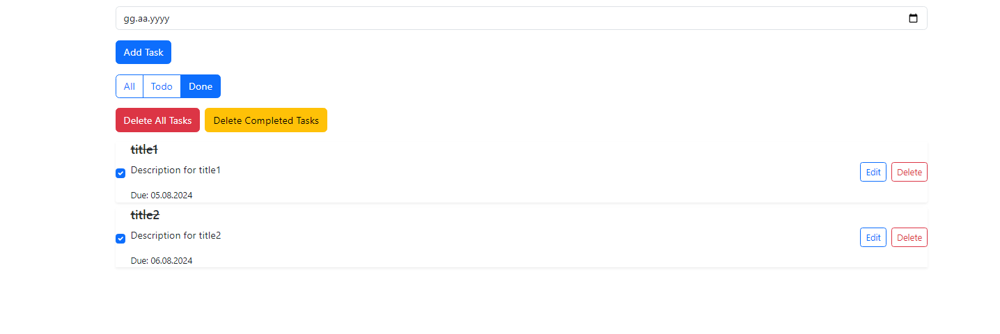 gg.aa.yyyy
Add Task
All Todo Done
Delete All Tasks Delete Completed Tasks
title1
Description for title1 Edit Delete
Due: 05.08.2024
title2
Description for title2 Edit Delete
Due: 06.08.2024